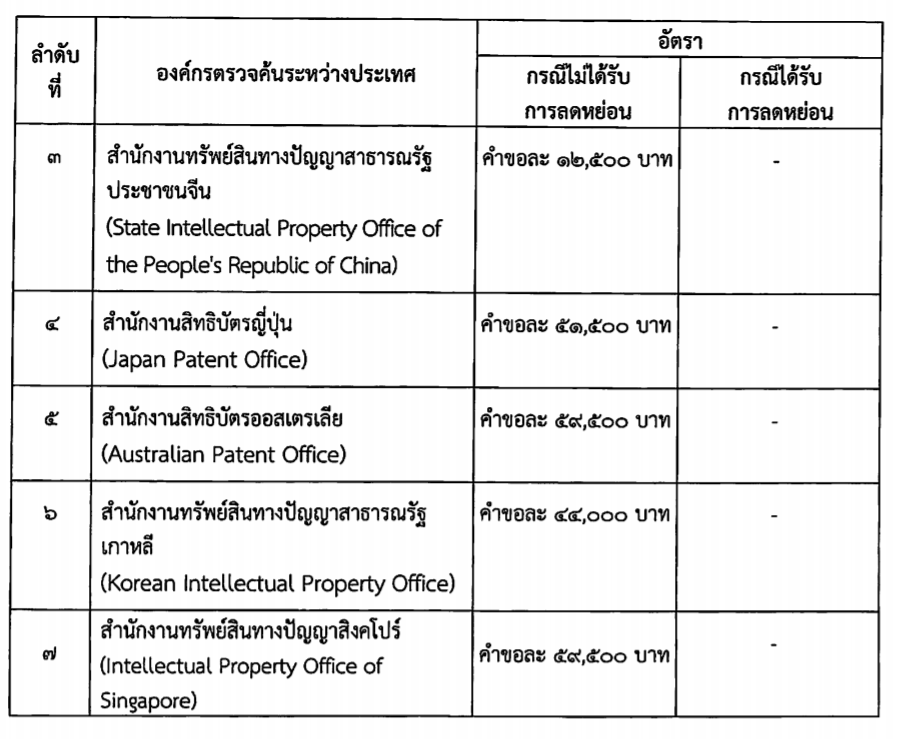 ลำดับ
ที่
องค์กรตรวจค้นระหว่างประเทศ
อัตรา
กรณีไม่ได้รับ
การลดหย่อน
กรณีได้รับ
การลดหย่อน
๓
สำนักงานทรัพย์สินทางปัญญาสาธารณรัฐ
ประชาชนจีน
(State Intellectual Property Office of
the People's Republic of China)
คำขอละ ๑๒,๕๐๐ บาท
-
๔
สำนักงานสิทธิบัตรญี่ปุ่น
(Japan Patent Office)
คำขอละ ๕๑,๕๐๐ บาท
-
๕
สำนักงานสิทธิบัตรออสเตรเลีย
(Australian Patent Office)
คำขอละ ๕๙,๕๐๐ บาท
-
๖
สำนักงานทรัพย์สินทางปัญญาสาธารณรัฐ
เกาหลี
(Korean Intellectual Property Office)
คำขอละ ๔๔,๐๐๐ บาท
-
๗
สำนักงานทรัพย์สินทางปัญญาสิงคโปร์
(Intellectual Property Office of
Singapore)
คำขอละ ๕๙,๕๐๐ บาท
-